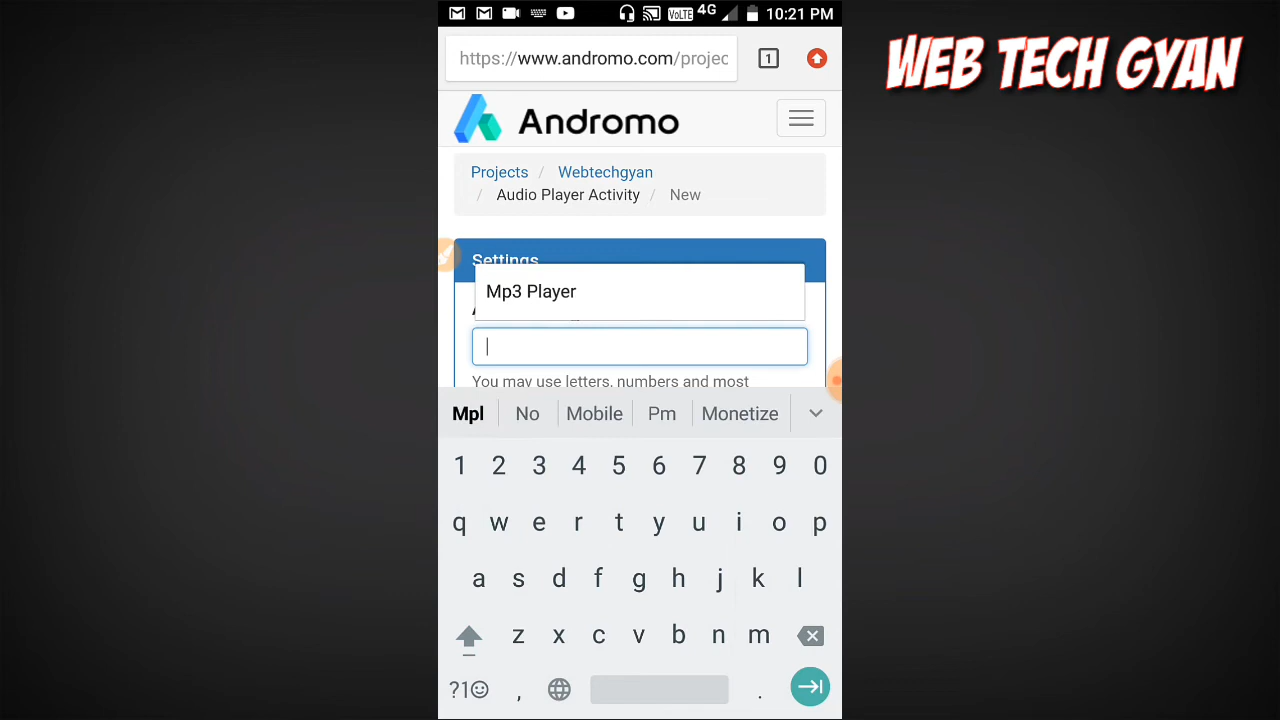 VoLTE 4G 10:21 PM
WEB TECH GYAN
https://www.andromo.com/projec
1
Andromo
Projects / Webtechgyan
/ Audio Player Activity / New
Settings
Mp3 Player
You may use letters, numbers and most
Mpl No Mobile Pm Monetize
1 2 3 4 5 6 7 8 9 0
q w e r t y u i o p
a s d f g h j k l
z x c v b n m
?1☺ , .